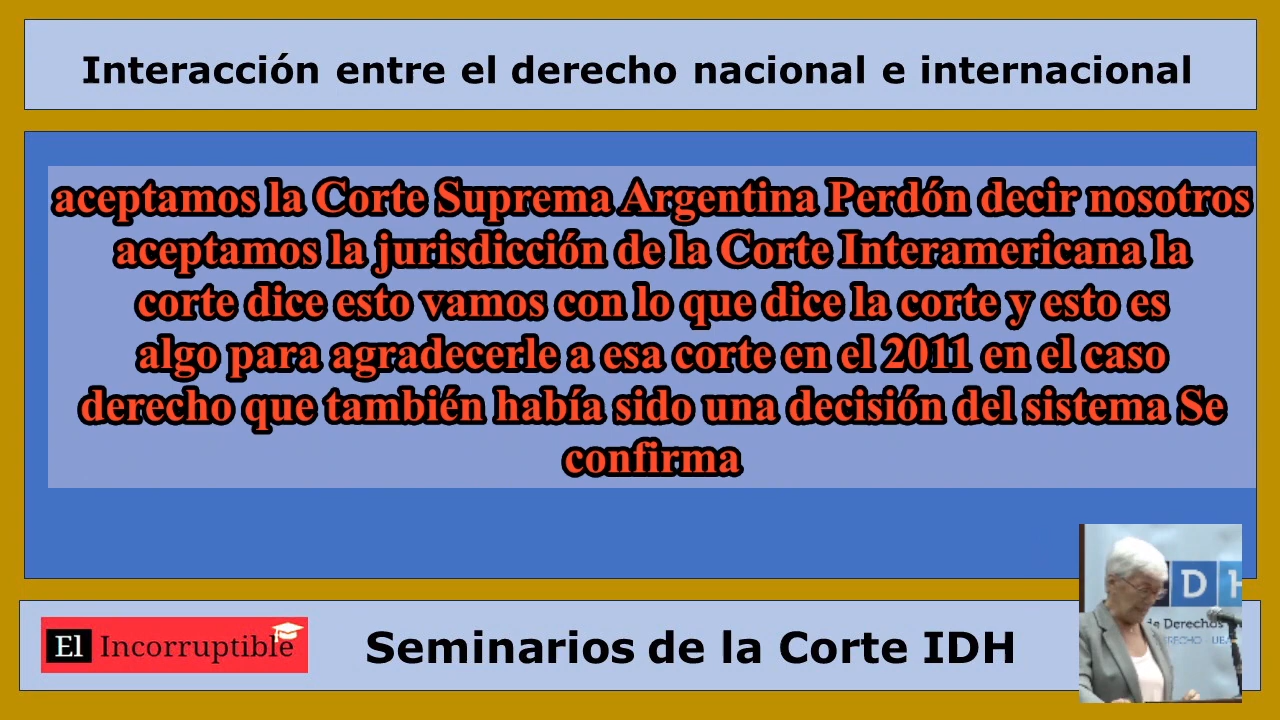 Interacción entre el derecho nacional e internacional
aceptamos la Corte Suprema Argentina Perdón decir nosotros
aceptamos la jurisdicción de la Corte Interamericana la
corte dice esto vamos con lo que dice la corte y esto es
algo para agradecerle a esa corte en el 2011 en el caso
derecho que también había sido una decisión del sistema Se
confirma
D
de Derechos
El Incorruptible
Seminarios de la Corte IDH